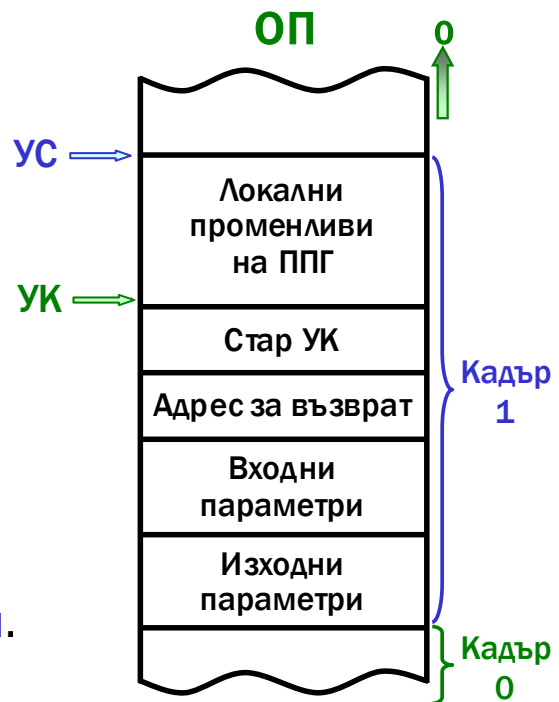 ОП
0
УС
Локални
променливи
на ППГ
УК
Стар УК
Кадър
1
Адрес за възврат
Входни
параметри
Изходни
параметри
.
Кадър
0